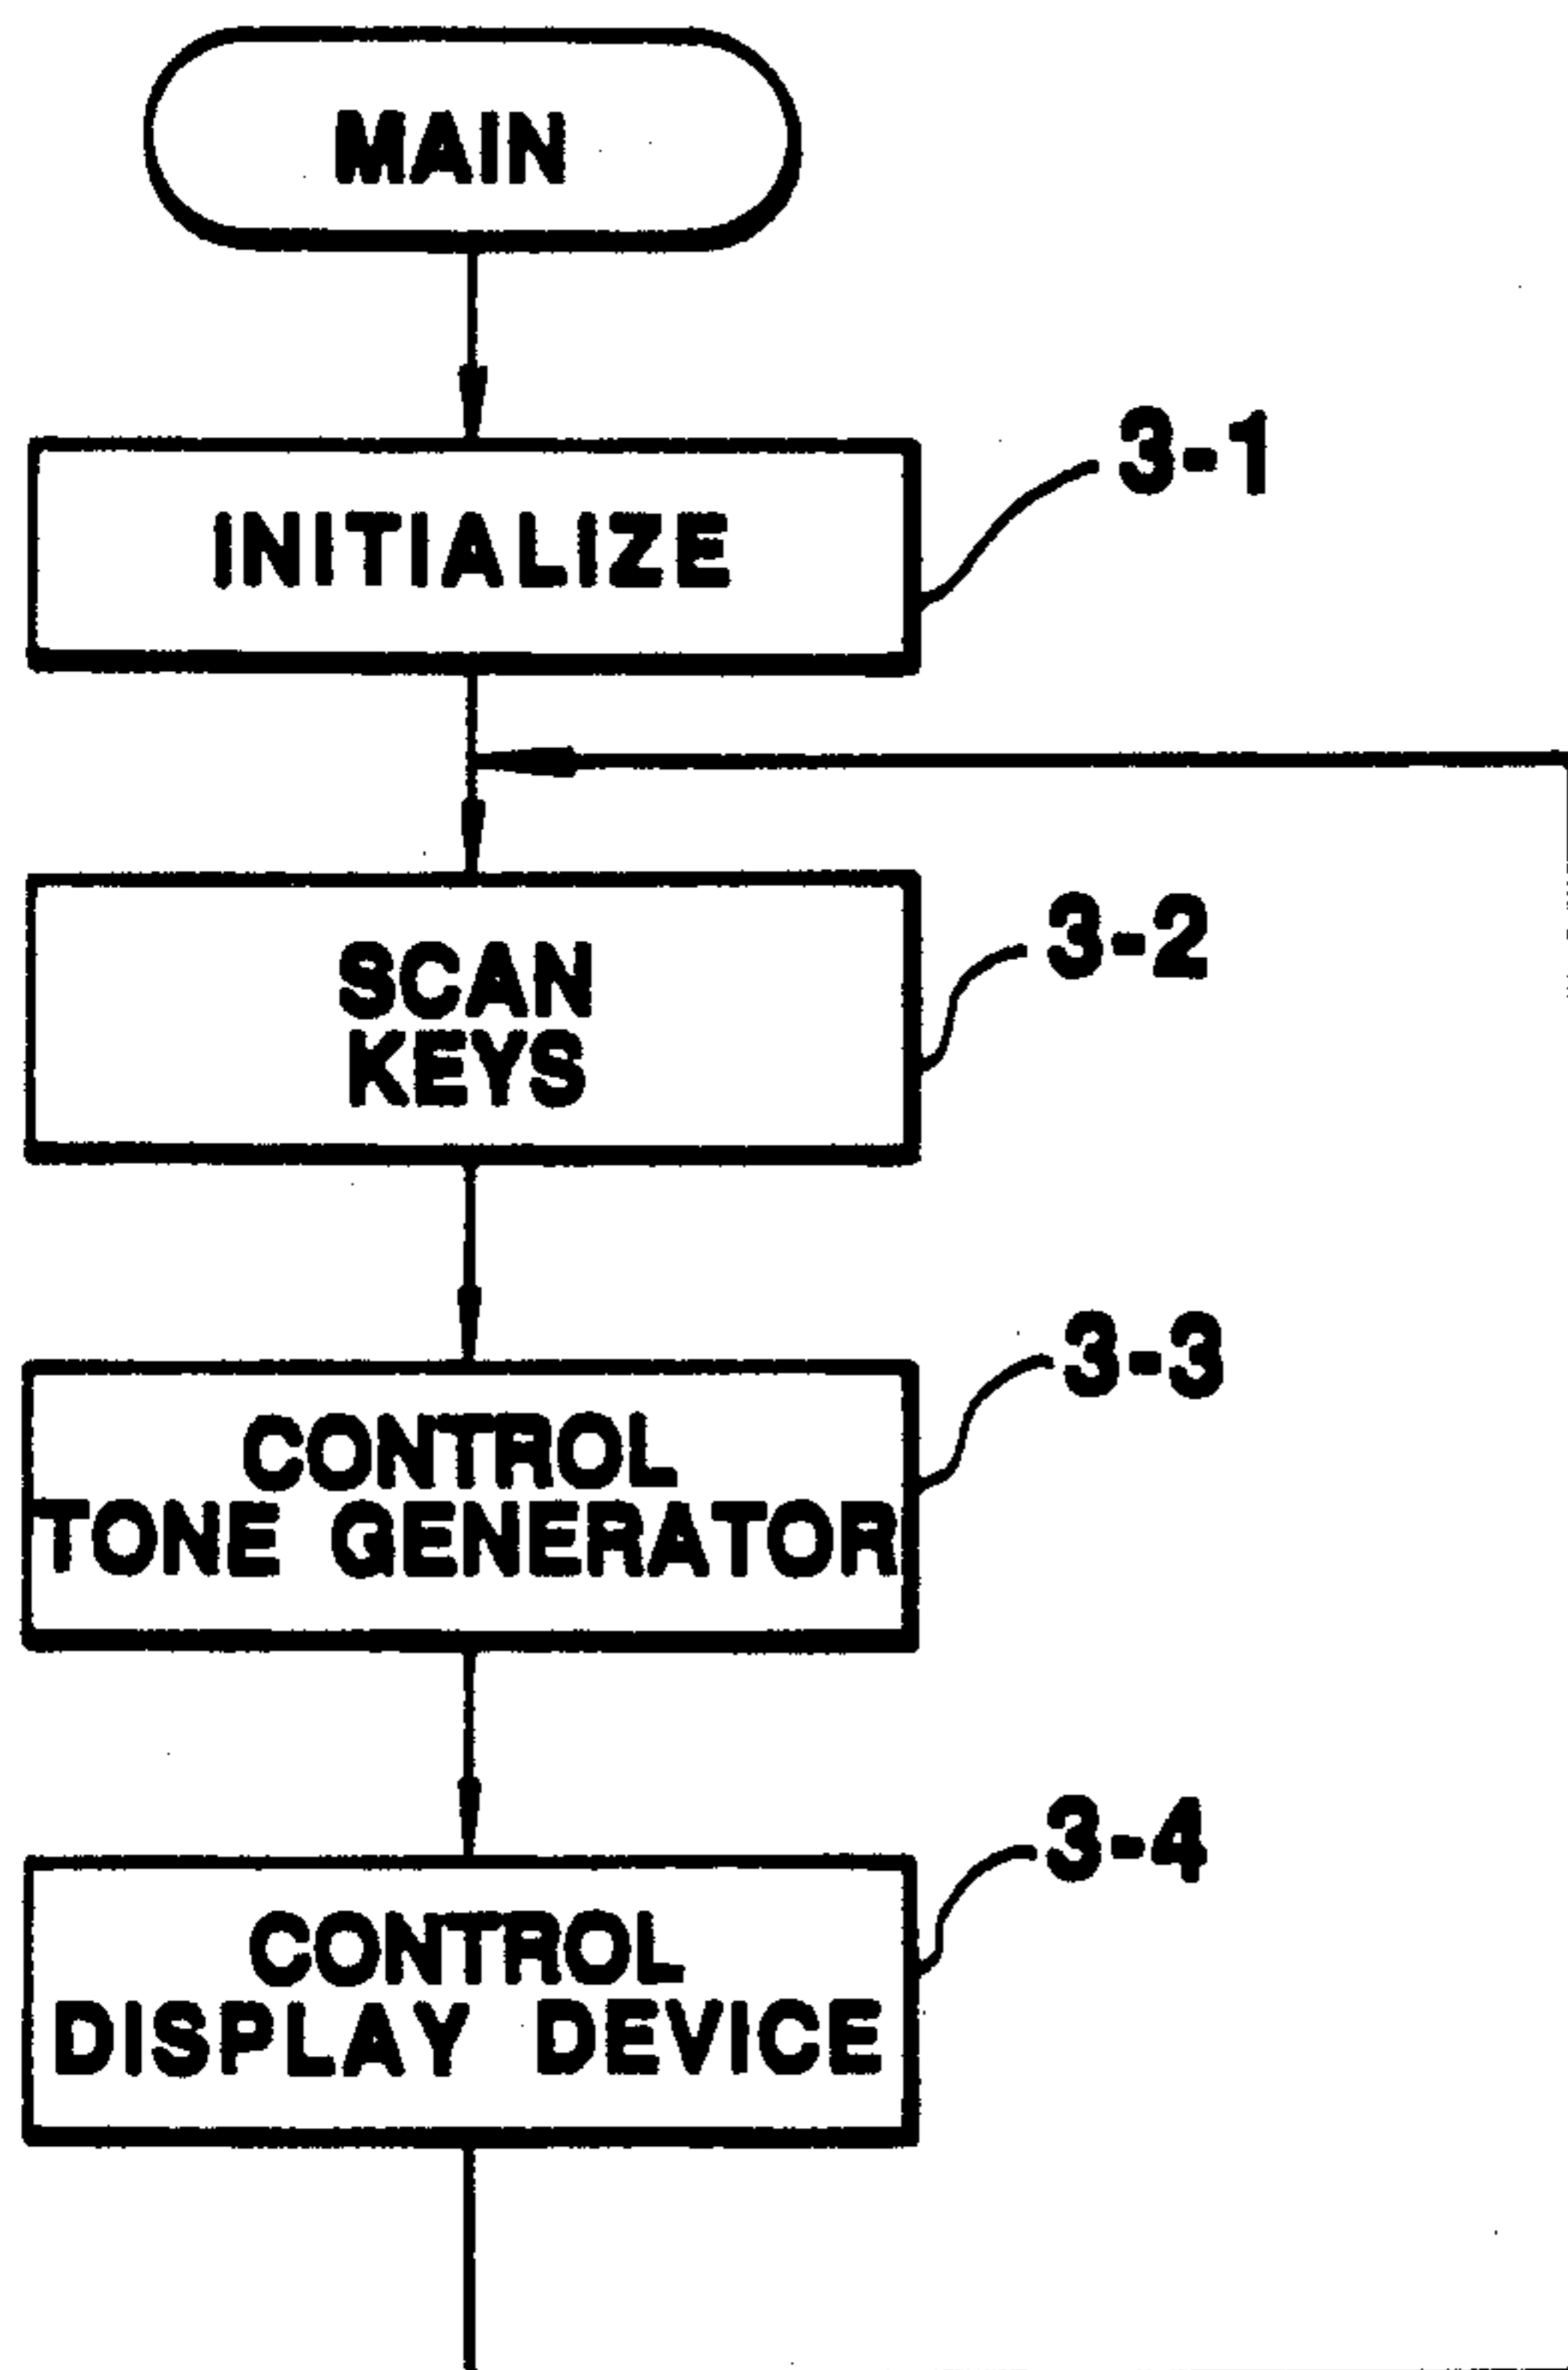 MAIN
INITIALIZE
3-1
SCAN
KEYS
3-2
CONTROL
TONE GENERATOR
3-3
CONTROL
DISPLAY DEVICE
3-4